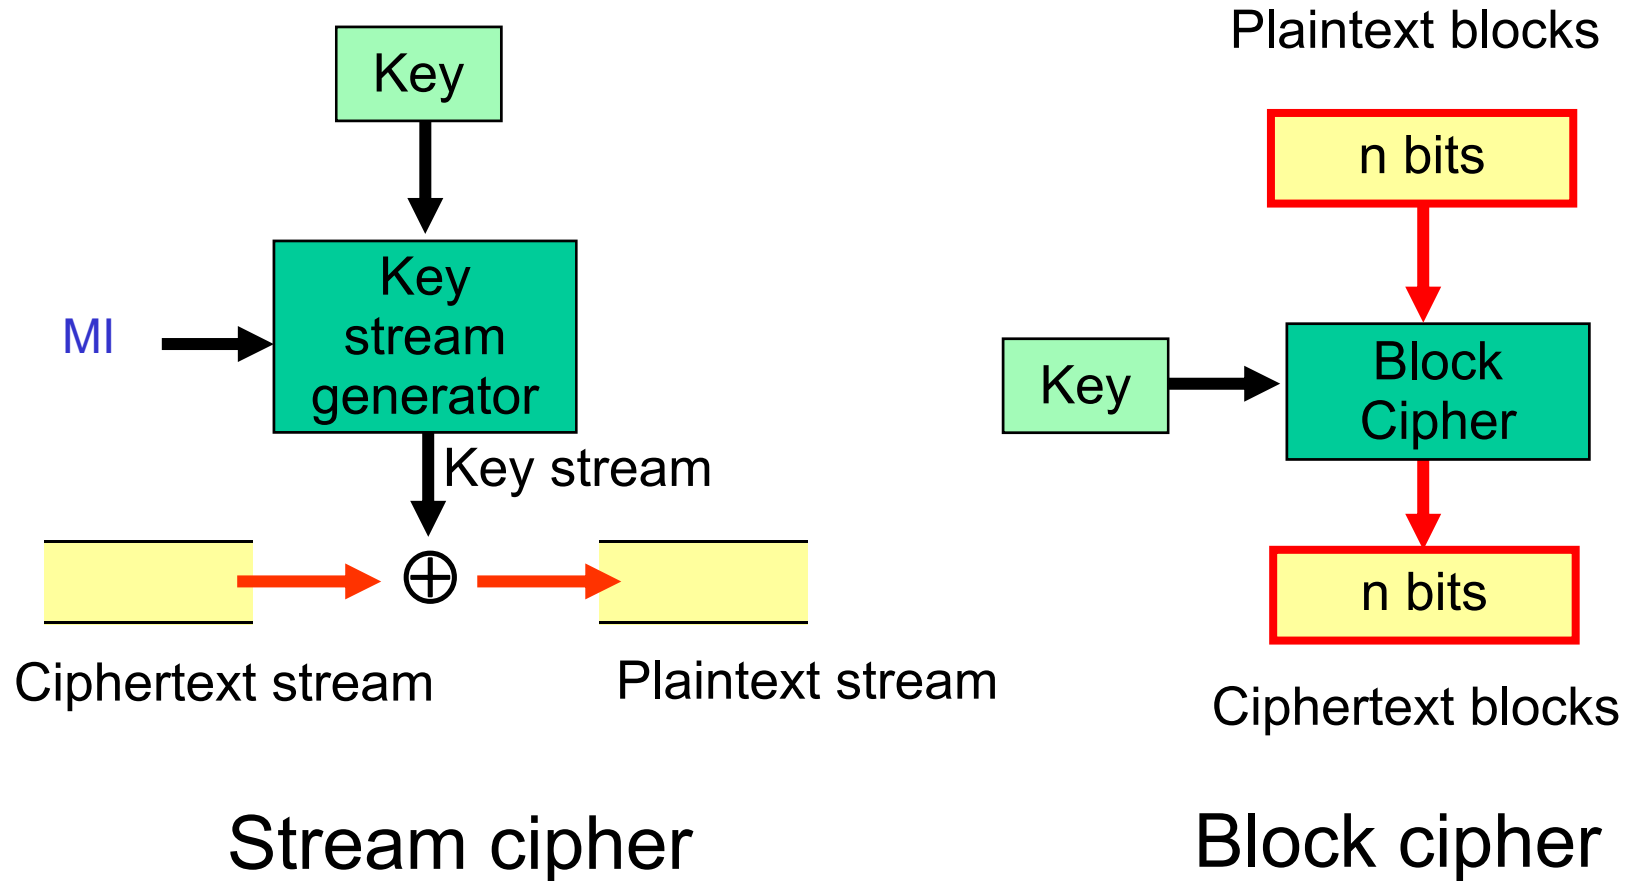 Key
Key
stream
generator
MI
Key stream
Ciphertext stream
Plaintext stream
Stream cipher
Plaintext blocks
n bits
Key
Block
Cipher
n bits
Ciphertext blocks
Block cipher